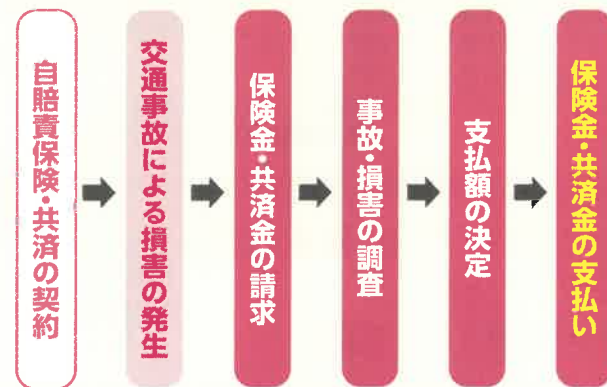 自賠責保険・共済の契約
交通事故による損害の発生
保険金・共済金の請求
事故・損害の調査
支払額の決定
保険金・共済金の支払い